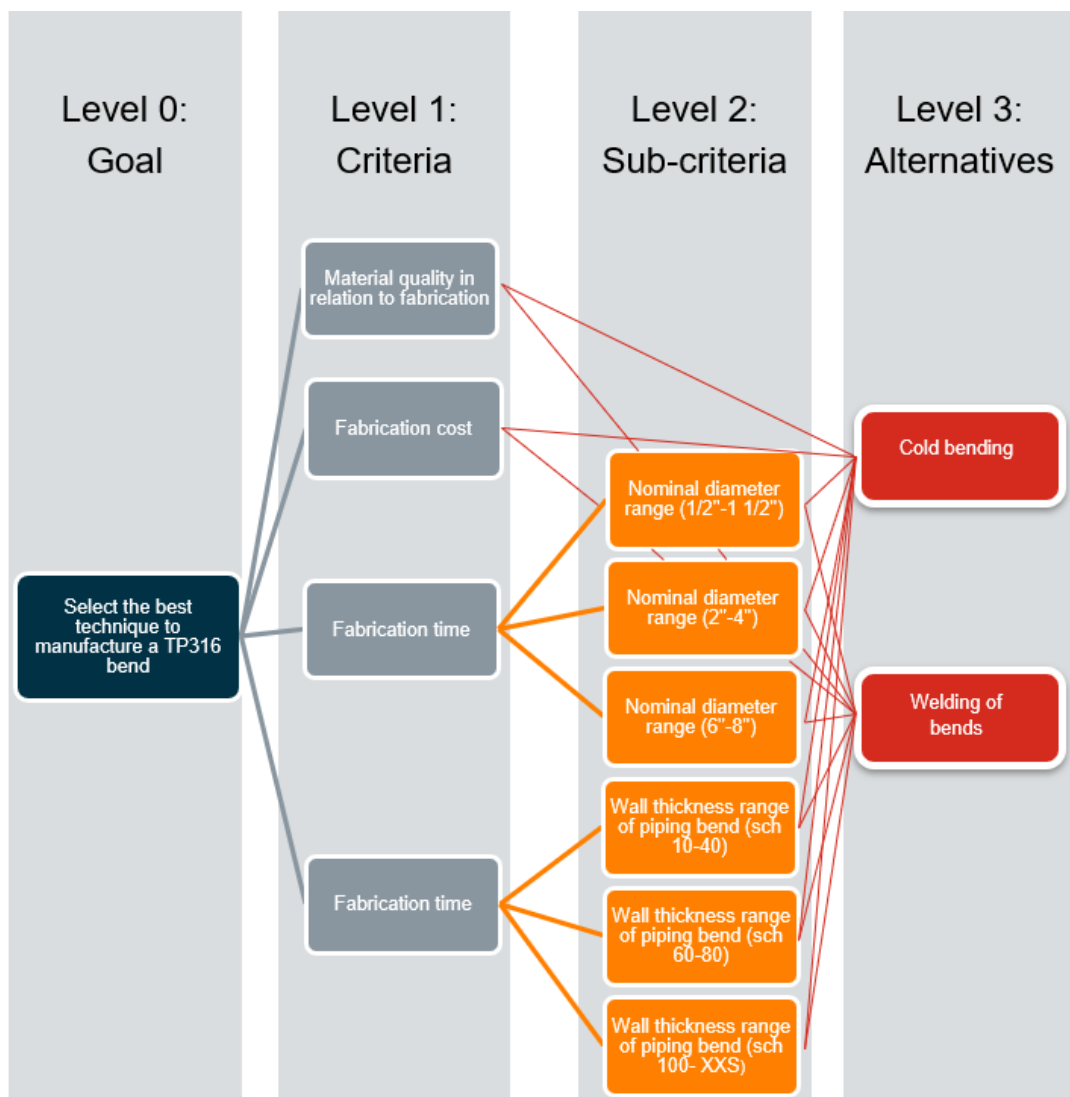 Level 0:
Goal
Level 1:
Criteria
Level 2:
Sub-criteria
Level 3:
Alternatives
Select the best
technique to
manufacture a TP316
bend
Material quality in
relation to fabrication
Fabrication cost
Fabrication time
Fabrication time
Nominal diameter
range (1/2"-1 1/2")
Nominal diameter
range (2"-4")
Nominal diameter
range (6"-8")
Wall thickness range
of piping bend (sch
10-40)
Wall thickness range
of piping bend (sch
60-80)
Wall thickness range
of piping bend (sch
100- XXS)
Cold bending
Welding of
bends